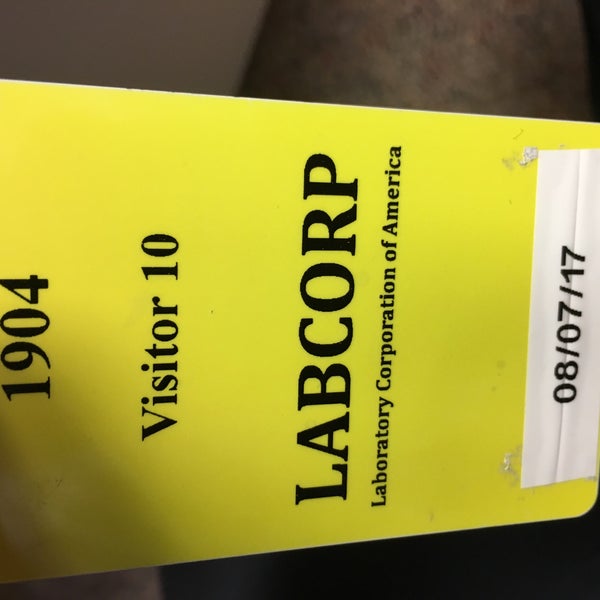 1904
Visitor 10
LABCORP
Laboratory Corporation of America
08/07/17